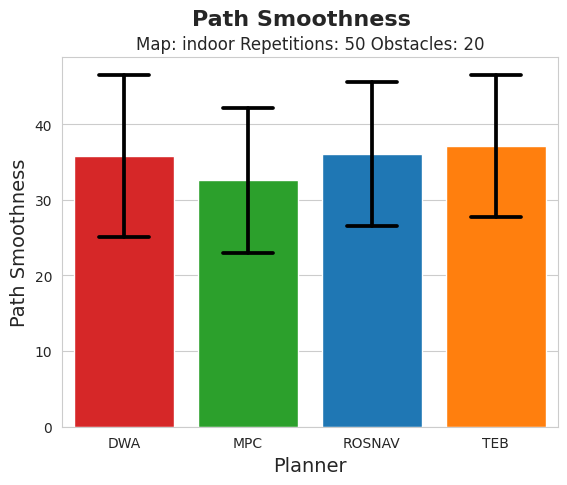 Path Smoothness
Map: indoor Repetitions: 50 Obstacles: 20
Path Smoothness
40
30
20
10
0
DWA MPC ROSNAV TEB
Planner